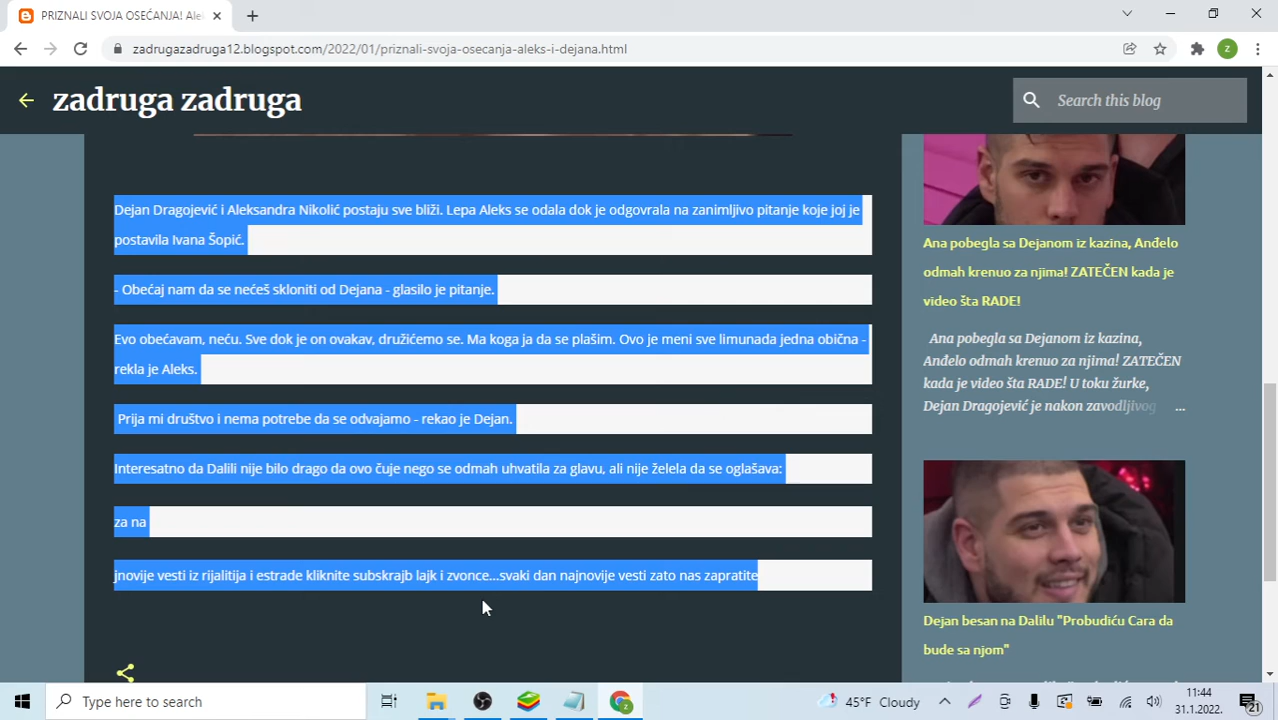 PRIZNALI SVOJA OSEĆANJA! Ale
zadrugazadruga12.blogspot.com/2022/01/priznali-svoja-osecanja-aleks-i-dejana.html
z
zadruga zadruga
Search this blog
Dejan Dragojević i Aleksandra Nikolić postaju sve bliži. Lepa Aleks se odala dok je odgovrala na zanimljivo pitanje koje joj je
postavila Ivana Šopić.
- Obećaj nam da se nećeš skloniti od Dejana - glasilo je pitanje.
Evo obećavam, neću. Sve dok je on ovakav, družićemo se. Ma koga ja da se plašim. Ovo je meni sve limunada jedna obična -
rekla je Aleks.
Prija mi društvo i nema potrebe da se odvajamo - rekao je Dejan.
Interesatno da Dalili nije bilo drago da ovo čuje nego se odmah uhvatila za glavu, ali nije želela da se oglašava:
za na
jnovije vesti iz rijalitija i estrade kliknite subskrajb lajk i zvonce...svaki dan najnovije vesti zato nas zapratite
Ana pobegla sa Dejanom iz kazina, Anđelo
odmah krenuo za njima! ZATEČEN kada je
video šta RADE!
Ana pobegla sa Dejanom iz kazina,
Anđelo odmah krenuo za njima! ZATEČEN
kada je video šta RADE! U toku žurke,
Dejan Dragojević je nakon zavodljivog ...
Dejan besan na Dalilu "Probudiću Cara da
bude sa njom"
Type here to search
z
45°F Cloudy
11:44
31.1.2022.
21